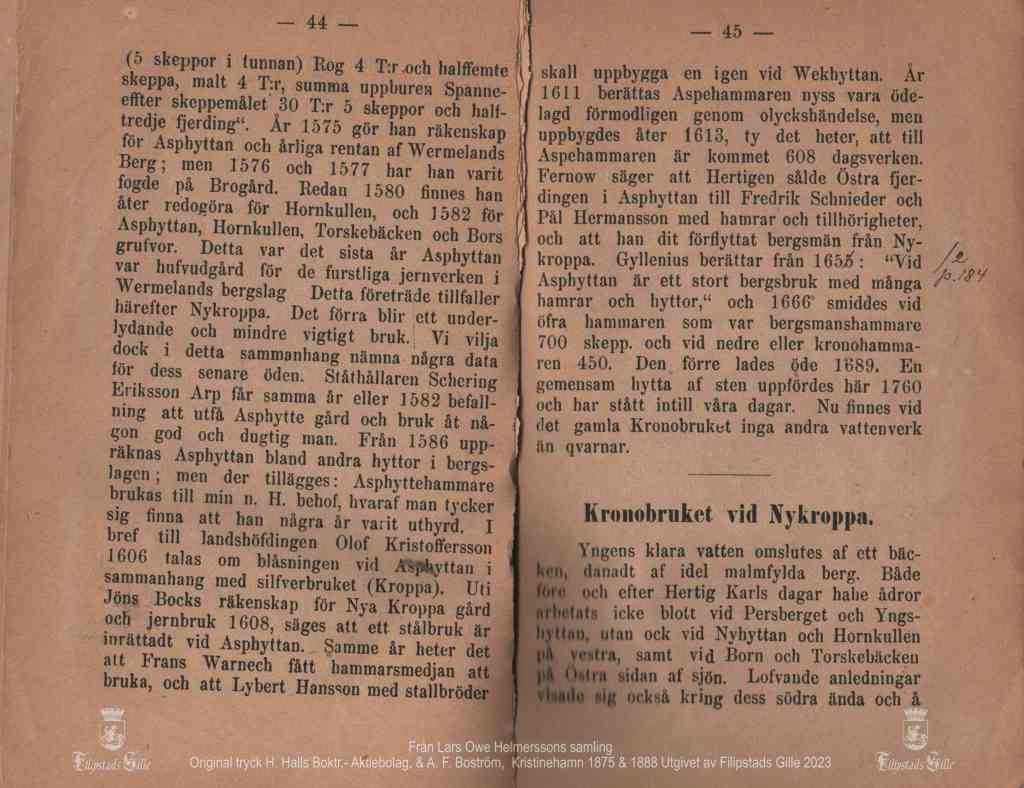 — 44 —
(5 skeppor i tunnan) Rog 4 T:r och halffemte
skeppa, malt 4 T:r, summa uppburen Spanne-
effter skeppemålet 30 T:r 5 skeppor och half-
tredje fjerding“. År 1575 gör han räkenskap
för Asphyttan och årliga rentan af Wermelands
Berg; men 1576 och 1577 har han varit
fogde på Brogård. Redan 1580 finnes han
åter redogöra för Hornkullen, och 1582 för
Asphyttan, Hornkullen, Torskebäcken och Bors
grufvor. Detta var det sista år Asphyttan
var hufvudgård för de furstliga jernverken i
Wermelands bergslag Detta företräde tillfaller
härefter Nykroppa. Det förra blir ett under-
lydande och mindre vigtigt bruk. Vi vilja
dock i detta sammanhang nämna några data
för dess senare öden. Ståthållaren Schering
Eriksson Arp får samma år eller 1582 befall-
ning att utfå Asphytte gård och bruk åt nå-
gon god och dugtig man. Från 1586 upp-
räknas Asphyttan bland andra hyttor i bergs-
lagen; men der tillägges: Asphyttehammare
brukas till min n. H. behof, hvaraf man tycker
sig finna att han några år varit uthyrd. I
bref till landshöfdingen Olof Kristoffersson
1606 talas om blåsningen vid Asphyttan i
sammanhang med silfverbruket (Kroppa). Uti
Jöns Bocks räkenskap för Nya Kroppa gård
och jernbruk 1608, säges att ett stålbruk är
inrättadt vid Asphyttan. Samme år heter det
att Frans Warnech fått hammarsmedjan att
bruka, och att Lybert Hansson med stallbröder
— 45 —
skall uppbygga en igen vid Wekhyttan. År
1611 berättas Aspehammaren nyss vara öde-
lagd förmodligen genom olyckshändelse, men
uppbygdes åter 1613, ty det heter, att till
Aspehammaren är kommet 608 dagsverken.
Fernow säger att Hertigen sålde Östra fjer-
dingen i Asphyttan till Fredrik Schnieder och
Pål Hermansson med hamrar och tillhörigheter,
och att han dit förflyttat bergsmän från Ny-
kroppa. Gyllenius berättar från 1655: “Vid
Asphyttan är ett stort bergsbruk med många
hamrar och hyttor,“ och 1666 smiddes vid
öfra hammaren som var bergsmanshammare
700 skepp. och vid nedre eller kronohamma-
ren 450. Den förre lades öde 1689. En
gemensam hytta af sten uppfördes här 1760
och har stått intill våra dagar. Nu finnes vid
det gamla Kronobruket inga andra vattenverk
än qvarnar.
/2
p.184
Kronobruket vid Nykroppa.
Yngens klara vatten omslutes af ett bäc-
ken, danadt af idel malmfylda berg. Både
före och efter Hertig Karls dagar habe ådror
arbetats icke blott vid Persberget och Yngs-
hyttan, utan ock vid Nyhyttan och Hornkullen
på vestra, samt vid Born och Torskebäcken
på Östra sidan af sjön. Lofvande anledningar
visade sig också kring dess södra ända och å
Från Lars Owe Helmerssons samling
Original tryck H. Halls Boktr.- Aktiebolag. & A. F. Boström, Kristinehamn 1875 & 1888 Utgivet av Filipstads Gille 2023
Filipstads Gille
Filipstads Gille